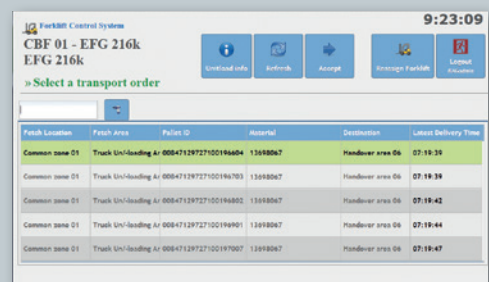 Forklift Control System
9:23:09
CBF 01 - EFG 216k
EFG 216k
» Select a transport order
Unitload info
Refresh
Accept
Reassign Forklift
Logout
Fetch Location Fetch Area Pallet ID Material Destination Latest Delivery Time
Common zone 01 Truck Un/-loading Ar 00847129727100196604 13698067 Handover area 06 07:19:39
Common zone 01 Truck Un/-loading Ar 00847129727100196703 13698067 Handover area 06 07:19:39
Common zone 01 Truck Un/-loading Ar 00847129727100196802 13698067 Handover area 06 07:19:42
Common zone 01 Truck Un/-loading Ar 00847129727100196901 13698067 Handover area 06 07:19:44
Common zone 01 Truck Un/-loading Ar 00847129727100197007 13698067 Handover area 06 07:19:47